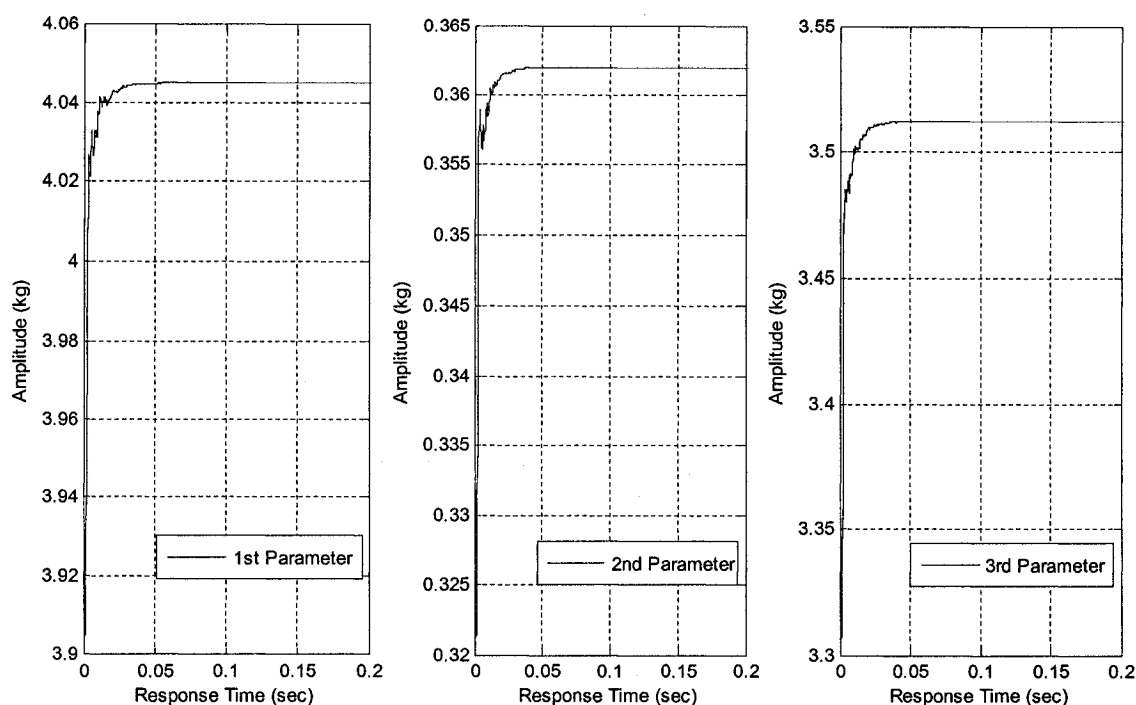 4.06
4.04
4.02
4
3.98
3.96
3.94
3.92
3.9
Amplitude (kg)
1st Parameter
0 0.05 0.1 0.15 0.2
Response Time (sec)
0.365
0.36
0.355
0.35
0.345
0.34
0.335
0.33
0.325
0.32
Amplitude (kg)
2nd Parameter
0 0.05 0.1 0.15 0.2
Response Time (sec)
3.55
3.5
3.45
3.4
3.35
3.3
Amplitude (kg)
3rd Parameter
0 0.05 0.1 0.15 0.2
Response Time (sec)